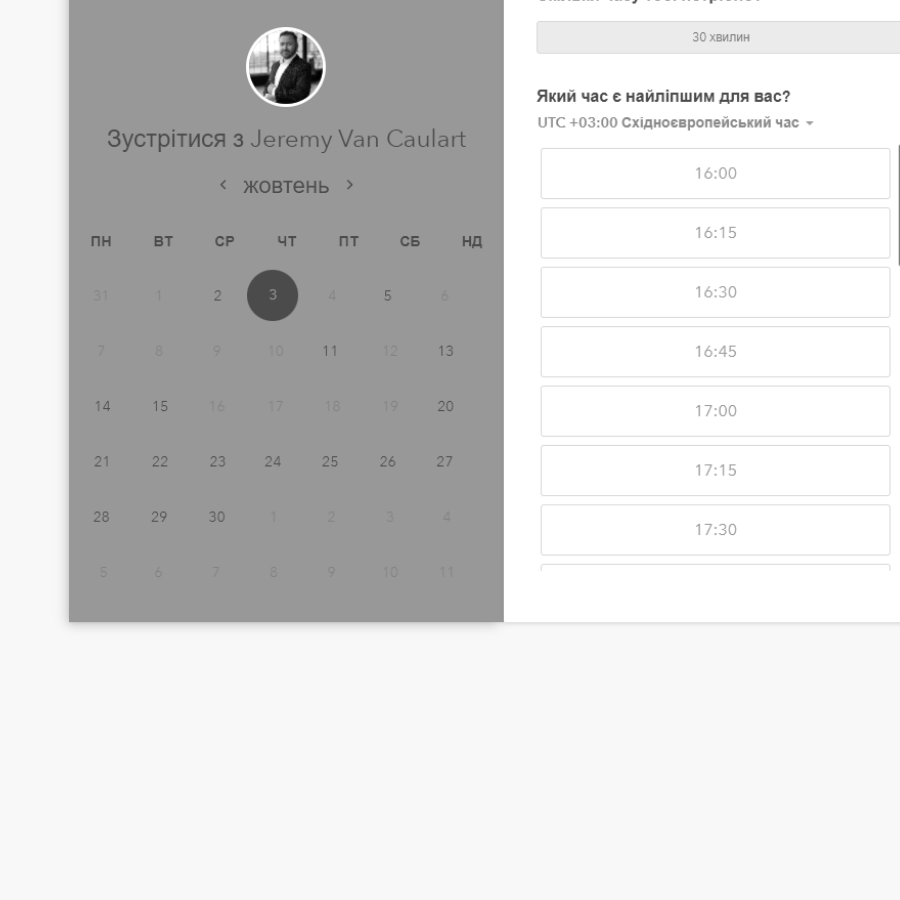 Зустрітися з Jeremy Van Caulart
жовтень
ПН ВТ СР ЧТ ПТ СБ НД
31 1 2 3 4 5 6
7 8 9 10 11 12 13
14 15 16 17 18 19 20
21 22 23 24 25 26 27
28 29 30 1 2 3 4
5 6 7 8 9 10 11
30 хвилин
Який час є найліпшим для вас?
UTC +03:00 Східноєвропейський час
16:00
16:15
16:30
16:45
17:00
17:15
17:30